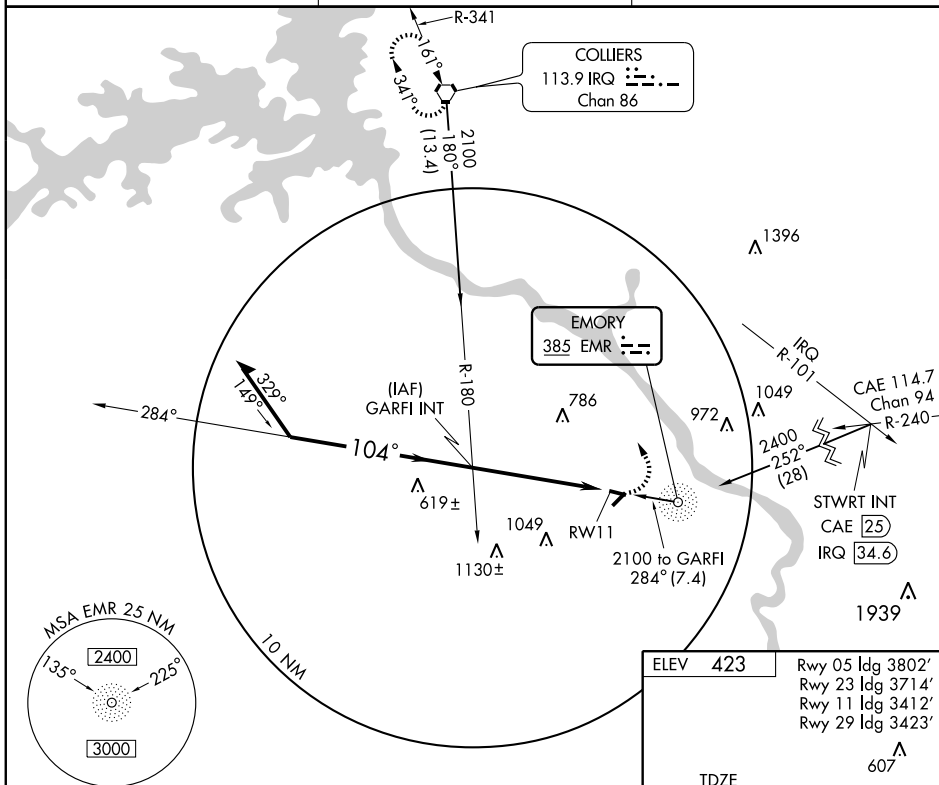 R-341
161°
341°
COLLIERS
113.9 IRQ
Chan 86
2100
180°
(13.4)
1396
EMORY
385 EMR
IRQ
R-101
R-180
(IAF)
GARFI INT
329°
149°
284°
104°
786
972
1049
CAE 114.7
Chan 94
R-240
2400
252°
(28)
619±
1049
1130±
RW11
2100 to GARFI
284° (7.4)
STWRT INT
CAE 25
IRQ 34.6
1939
10 NM
MSA EMR 25 NM
2400
135°
225°
3000
ELEV 423
Rwy 05 ldg 3802'
Rwy 23 ldg 3714'
Rwy 11 ldg 3412'
Rwy 29 ldg 3423'
607
TDZE